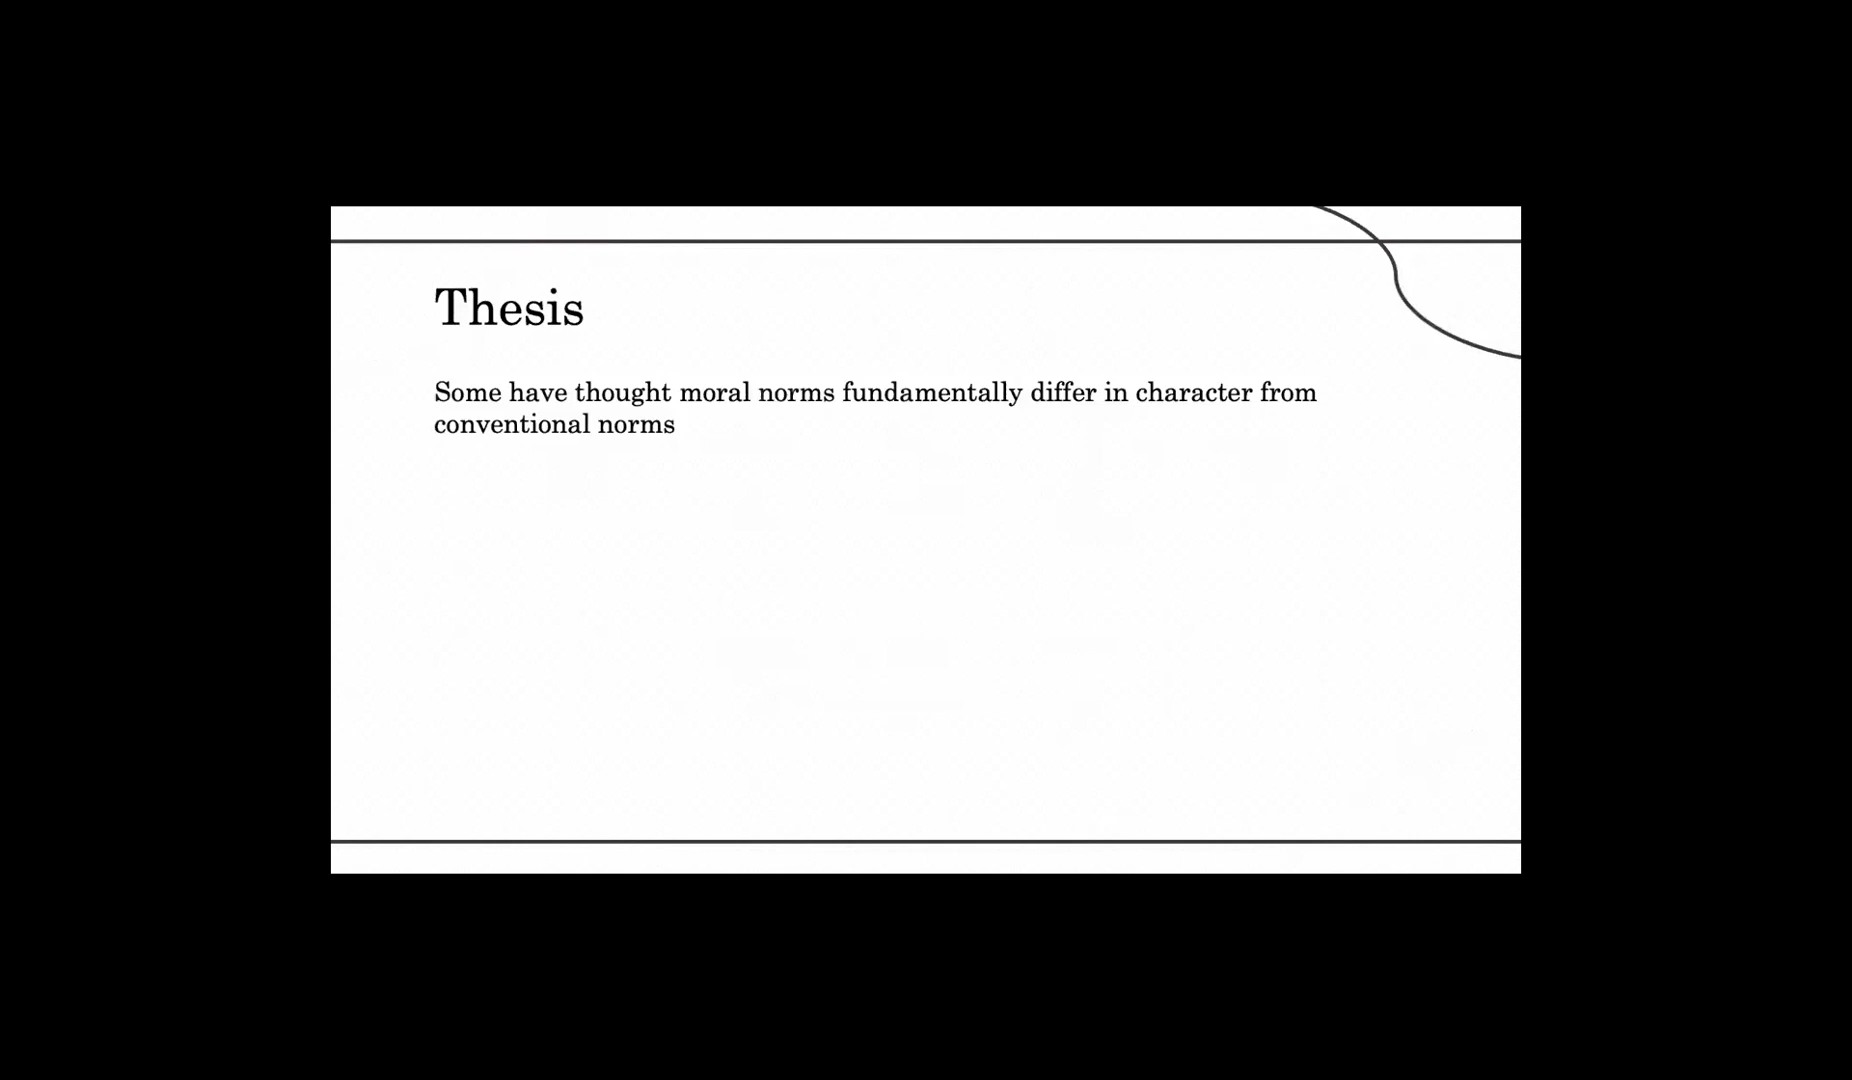 Thesis
Some have thought moral norms fundamentally differ in character from
conventional norms